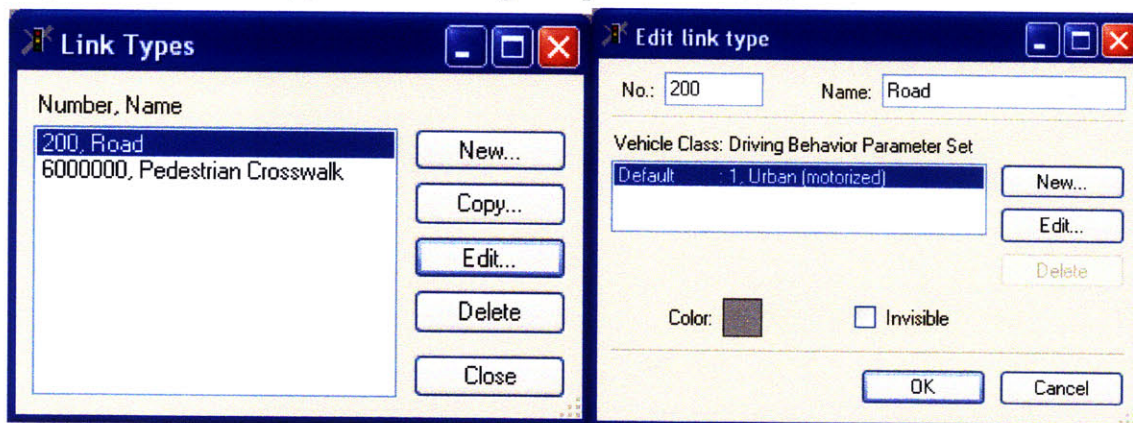 Link Types
Number, Name
200, Road
6000000, Pedestrian Crosswalk
New...
Copy...
Edit...
Delete
Close
Edit link type
No.: 200 Name: Road
Vehicle Class: Driving Behavior Parameter Set
Default : 1, Urban (motorized)
New...
Edit...
Delete
Color: Invisible
OK Cancel